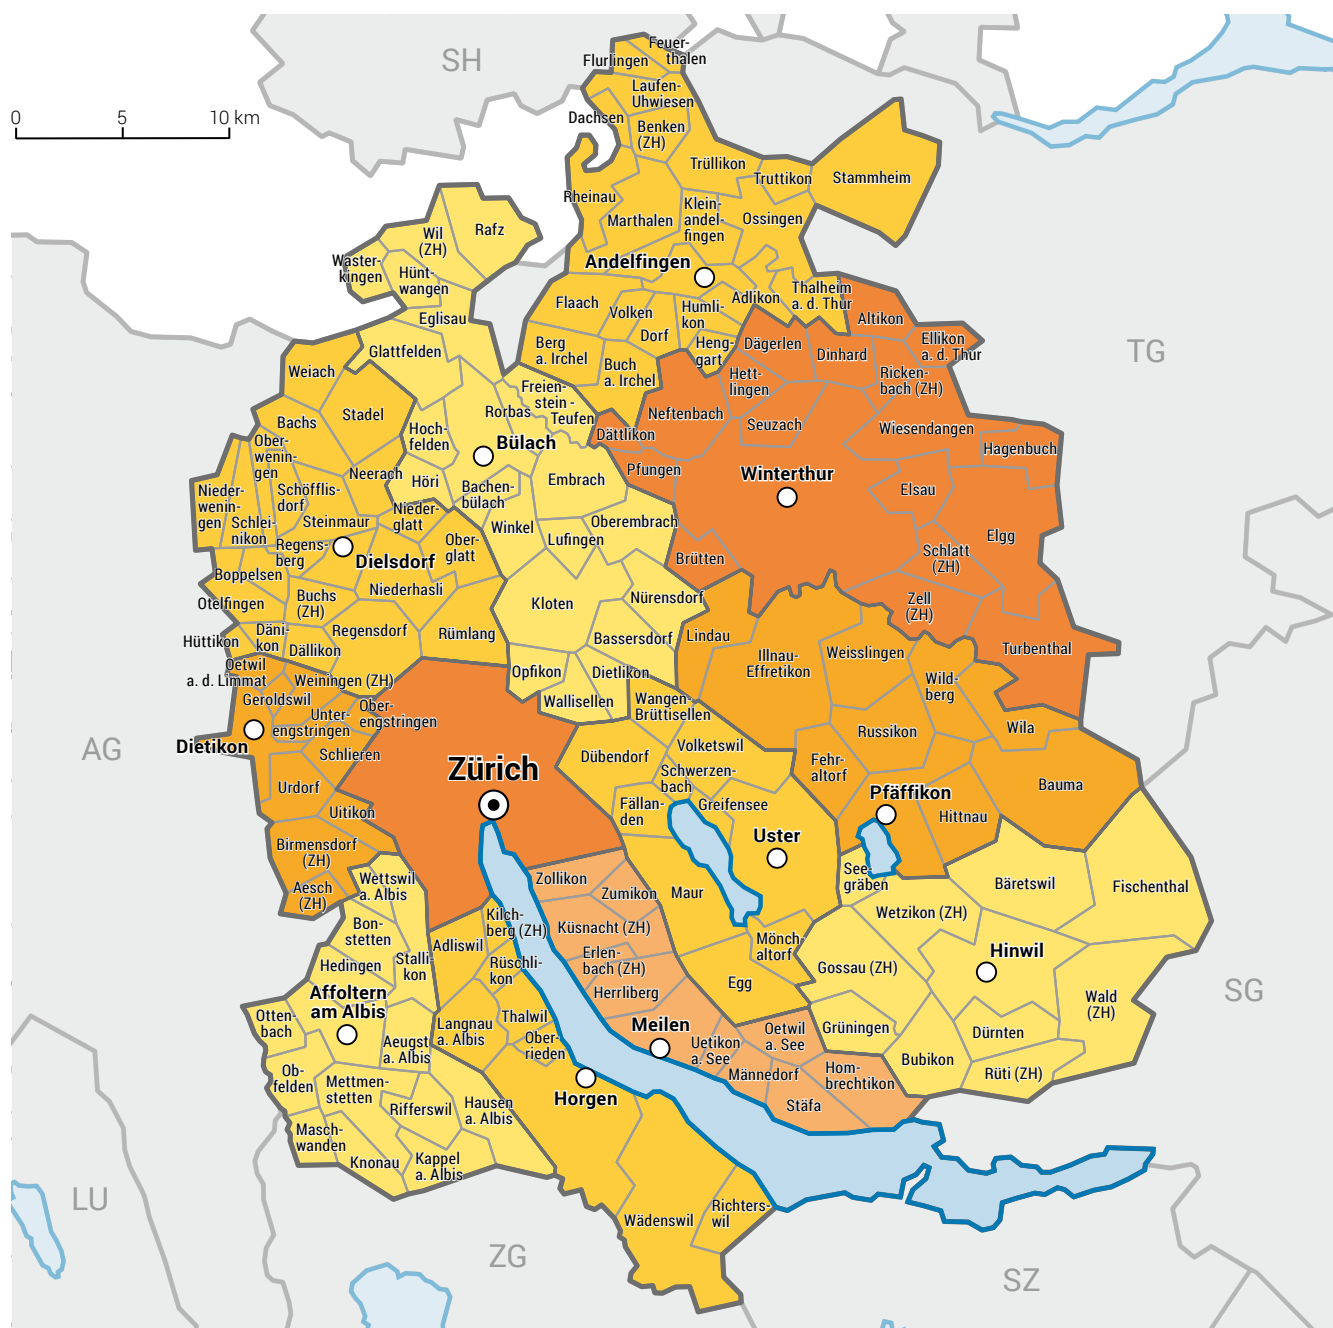 SH
Feuer-
thalen
Flurlingen
Laufen-
Uhwiesen
0 5 10 km
Dachsen
Benken
(ZH)
Trüllikon
Truttikon
Stammheim
Rheinau
Marthalen
Klein-
andel-
fingen
Ossingen
Rafz
Wil
(ZH)
Waster-
kingen
Hünt-
wangen
Andelfingen
Thalheim
a. d. Thur
Adlikon
Flaach
Volken
Humli-
kon
Eglisau
Altikon
Dorf
Ellikon
a. d. Thur
Berg
a. Irchel
Heng-
gart
Dägerlen
Dinhard
TG
Glattfelden
Buch
a. Irchel
Weiach
Hett-
lingen
Ricken-
bach (ZH)
Freien-
stein -
Teufen
Stadel
Rorbas
Neftenbach
Bachs
Seuzach
Wiesendangen
Hoch-
felden
Bülach
Dättlikon
Hagenbuch
Ober-
wenin-
gen
Neerach
Höri
Pfungen
Winterthur
Embrach
Nieder-
wenin-
gen
Schöfflis-
dorf
Bachen-
bülach
Elsau
Schlei-
nikon
Steinmaur
Nieder-
glatt
Winkel
Oberembrach
Elgg
Lufingen
Regens-
berg
Dielsdorf
Ober-
glatt
Brütten
Schlatt
(ZH)
Boppelsen
Niederhasli
Otelfingen
Buchs
(ZH)
Kloten
Nürensdorf
Zell
(ZH)
Hüttikon
Däni-
kon
Regensdorf
Rümlang
Bassersdorf
Lindau
Dällikon
Turbenthal
Oetwil
a. d. Limmat
Weiningen (ZH)
Opfikon
Dietlikon
Illnau-
Effretikon
Weisslingen
Wild-
berg
Geroldswil
Ober-
engstringen
Wallisellen
Wangen-
Brüttisellen
Unter-
engstringen
Wila
Russikon
AG
Dietikon
Schlieren
Volketswil
Dübendorf
Zürich
Schwerzen-
bach
Fehr-
altorf
Urdorf
Bauma
Pfäffikon
Uitikon
Fällan-
den
Greifensee
Hittnau
Uster
Birmensdorf
(ZH)
Aesch
(ZH)
Wettswil
a. Albis
Zollikon
Zumikon
Maur
See-
gräben
Bäretswil
Fischenthal
Kilch-
berg (ZH)
Küsnacht (ZH)
Wetzikon (ZH)
Bon-
stetten
Adliswil
Mönch-
altorf
Hinwil
Hedingen
Stalli-
kon
Rüschli-
kon
Erlen-
bach (ZH)
Gossau (ZH)
Affoltern
am Albis
Herrliberg
Egg
SG
Otten-
bach
Thalwil
Wald
(ZH)
Aeugst
a. Albis
Langnau
a. Albis
Meilen
Oetwil
a. See
Grüningen
Dürnten
Ober-
rieden
Uetikon
a. See
Bubikon
Ob-
felden
Männedorf
Hom-
brechtikon
Rüti (ZH)
Mettmen-
stetten
Horgen
Rifferswil
Hausen
a. Albis
Stäfa
Masch-
wanden
Knonau
Kappel
a. Albis
LU
Wädenswil
Richters-
wil
ZG
SZ